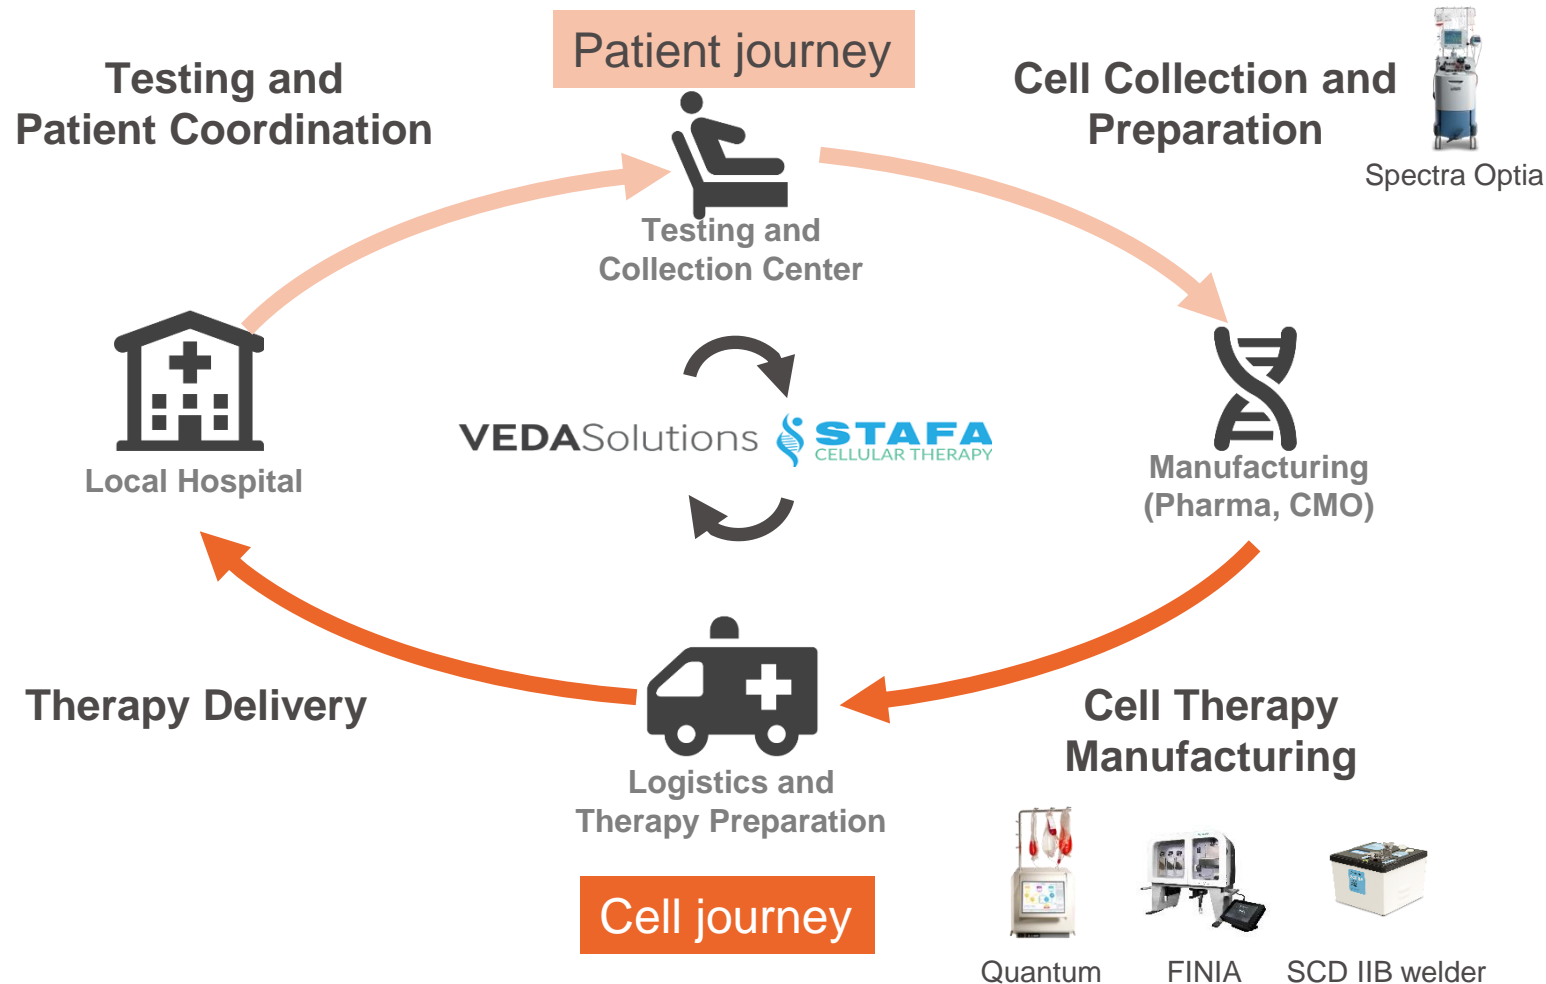 Patient journey
Testing and
Patient Coordination
Cell Collection and
Preparation
Spectra Optia
Testing and
Collection Center
VEDASolutions
STAFA
CELLULAR THERAPY
Local Hospital
Manufacturing
(Pharma, CMO)
Therapy Delivery
Cell Therapy
Manufacturing
Logistics and
Therapy Preparation
Cell journey
Quantum
FINIA
SCD IIB welder